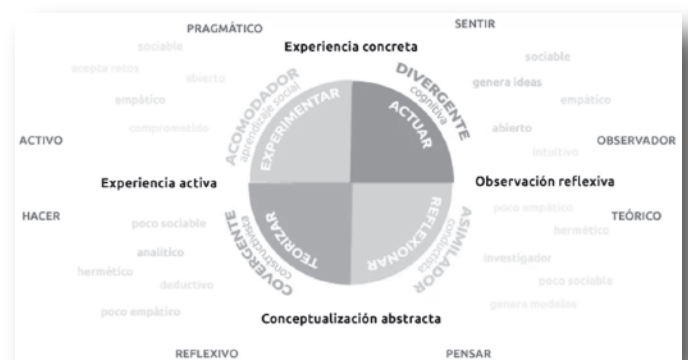 PRAGMÁTICO
SENTIR
Experiencia concreta
sociable
sociable
acepta retos
abierto
genera ideas
empático
empático
comprometido
abierto
intuitivo
ACOMODADOR
aprendizaje social
EXPERIMENTAR
DIVERGENTE
cognitiva
ACTUAR
ACTIVO
OBSERVADOR
Experiencia activa
Observación reflexiva
HACER
TEÓRICO
poco sociable
analítico
hermético
deductivo
poco empático
COVERGENTE
constructivista
TEORIZAR
REFLEXIONAR
ASIMILADOR
conductista
poco empático
hermético
investigador
poco sociable
genera modelos
Conceptualización abstracta
REFLEXIVO
PENSAR